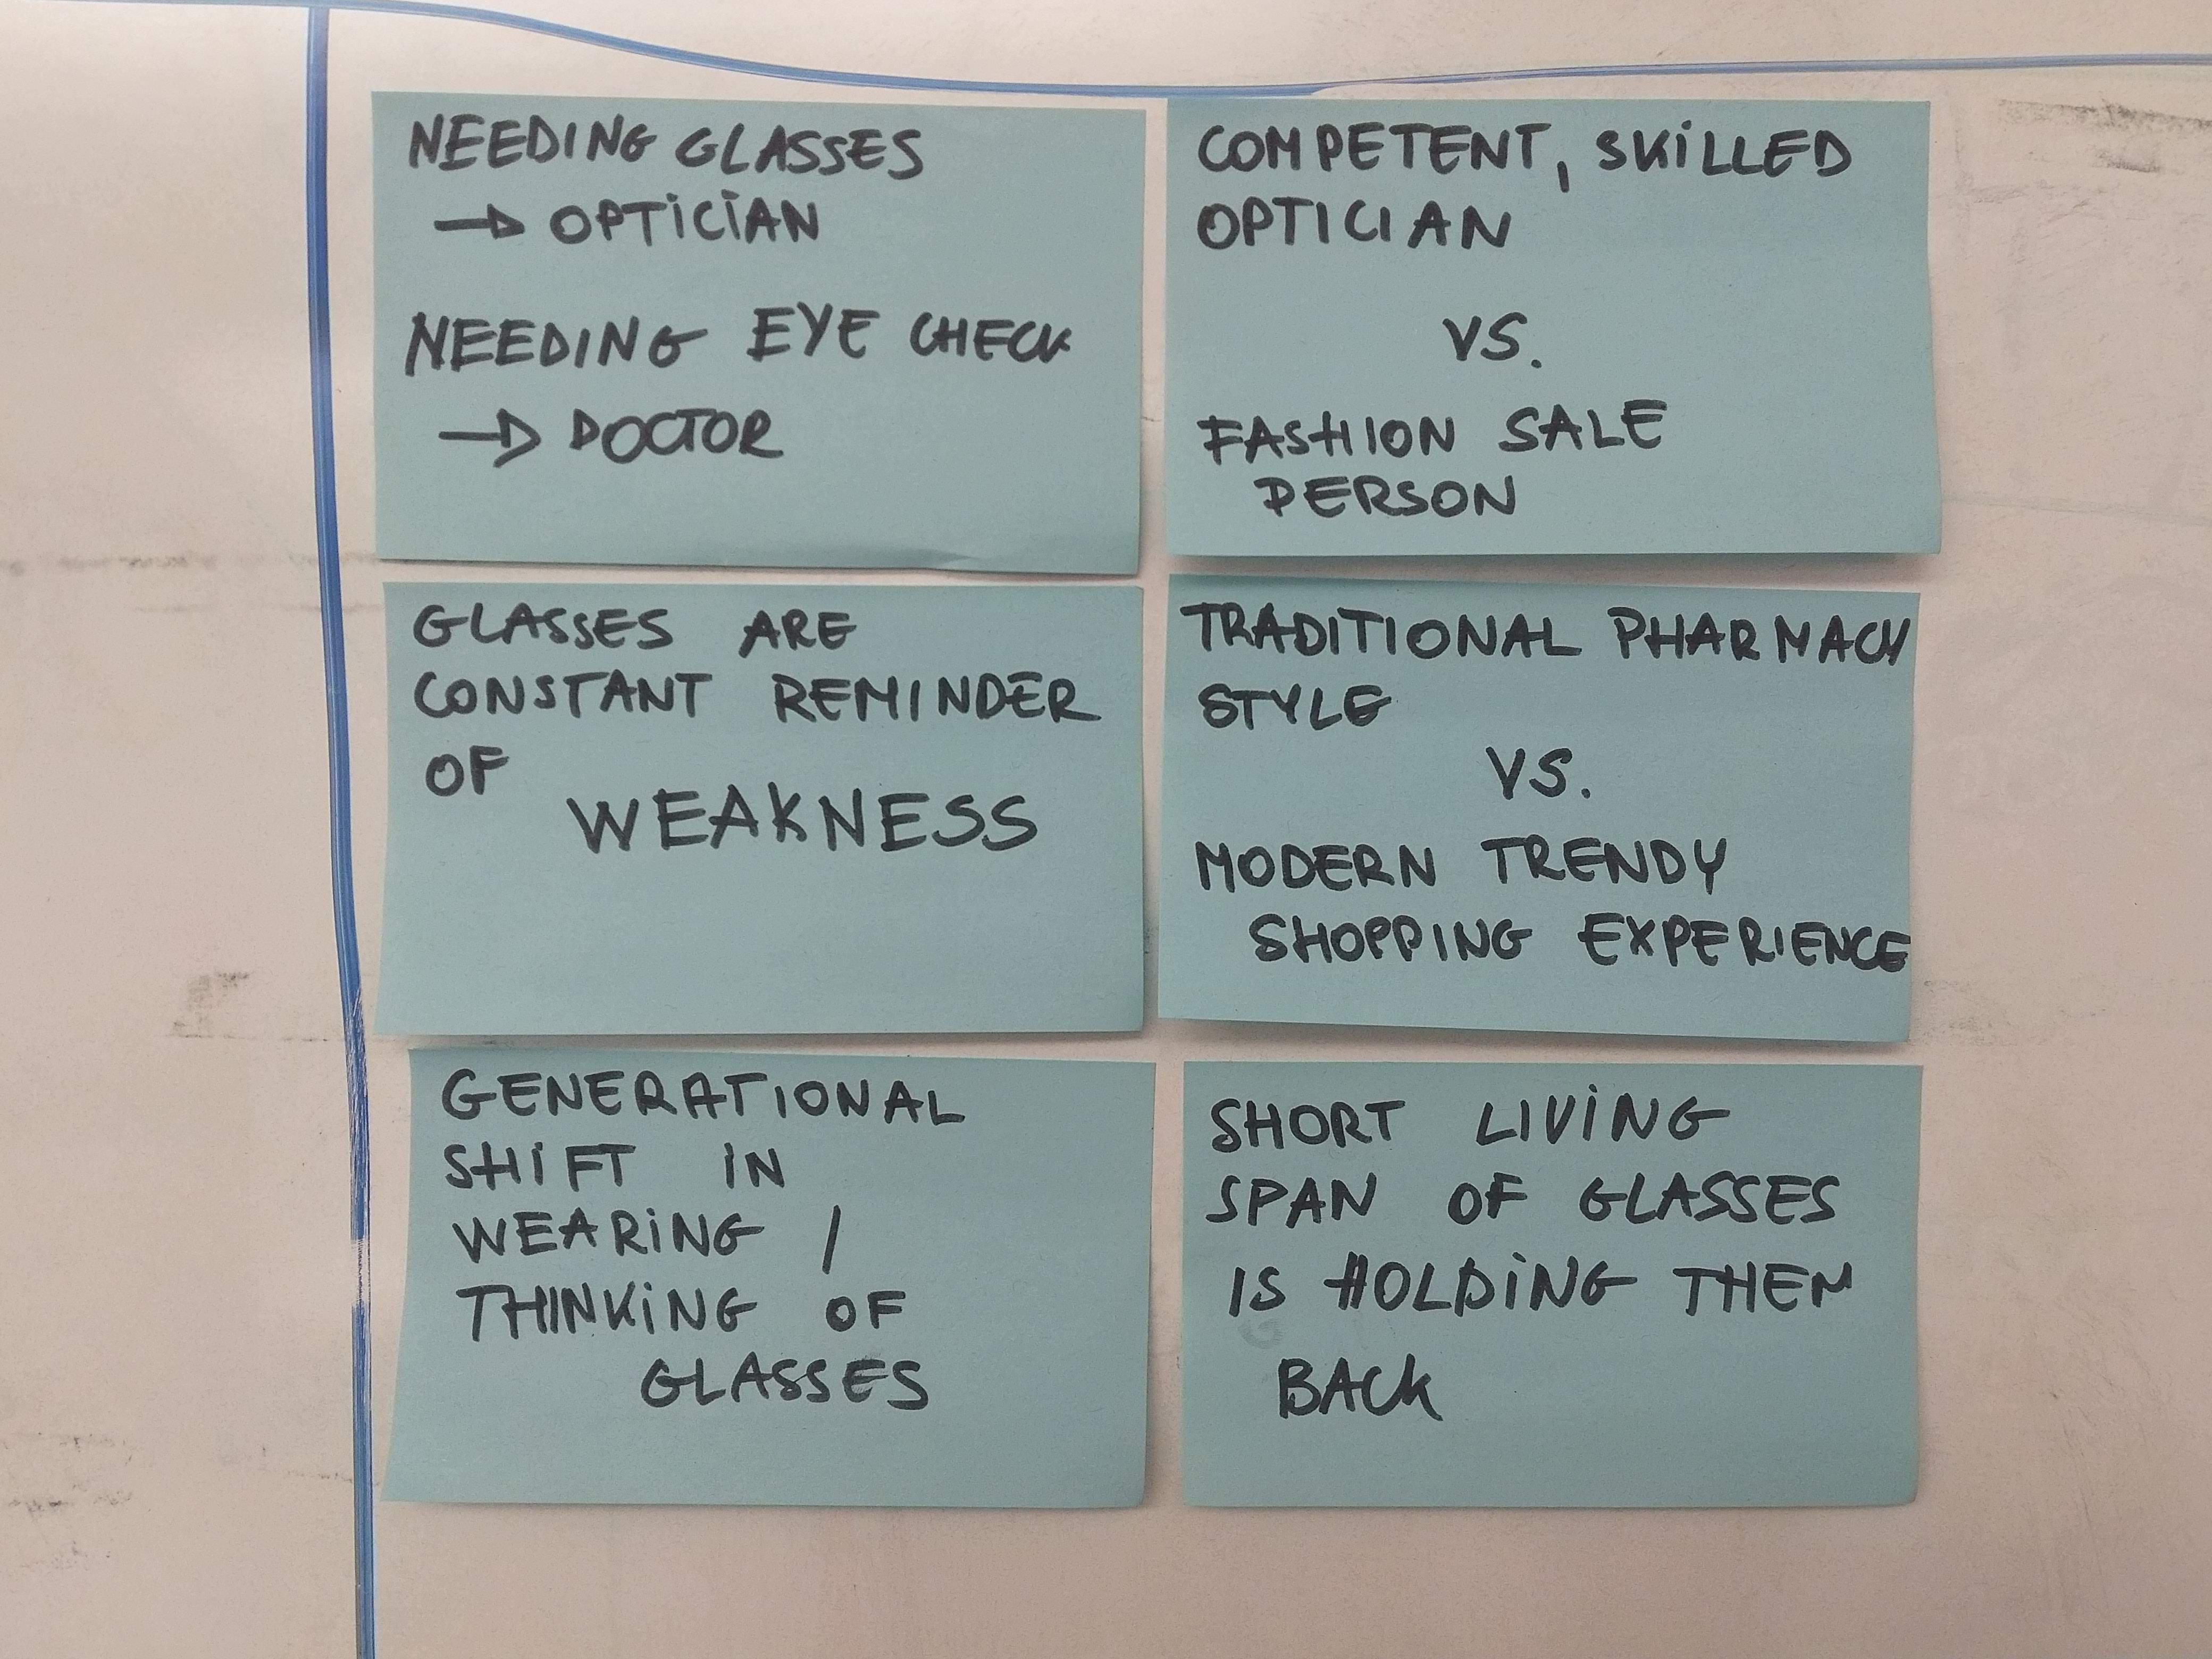 NEEDING GLASSES
→ OPTICIAN
NEEDING EYE CHECK
→ DOCTOR
COMPETENT, SKILLED
OPTICIAN
VS.
FASHION SALE
PERSON
GLASSES ARE
CONSTANT REMINDER
OF
WEAKNESS
TRADITIONAL PHARMACY
STYLE
VS.
MODERN TRENDY
SHOPPING EXPERIENCE
GENERATIONAL
SHIFT IN
WEARING /
THINKING OF
GLASSES
SHORT LIVING
SPAN OF GLASSES
IS HOLDING THEM
BACK